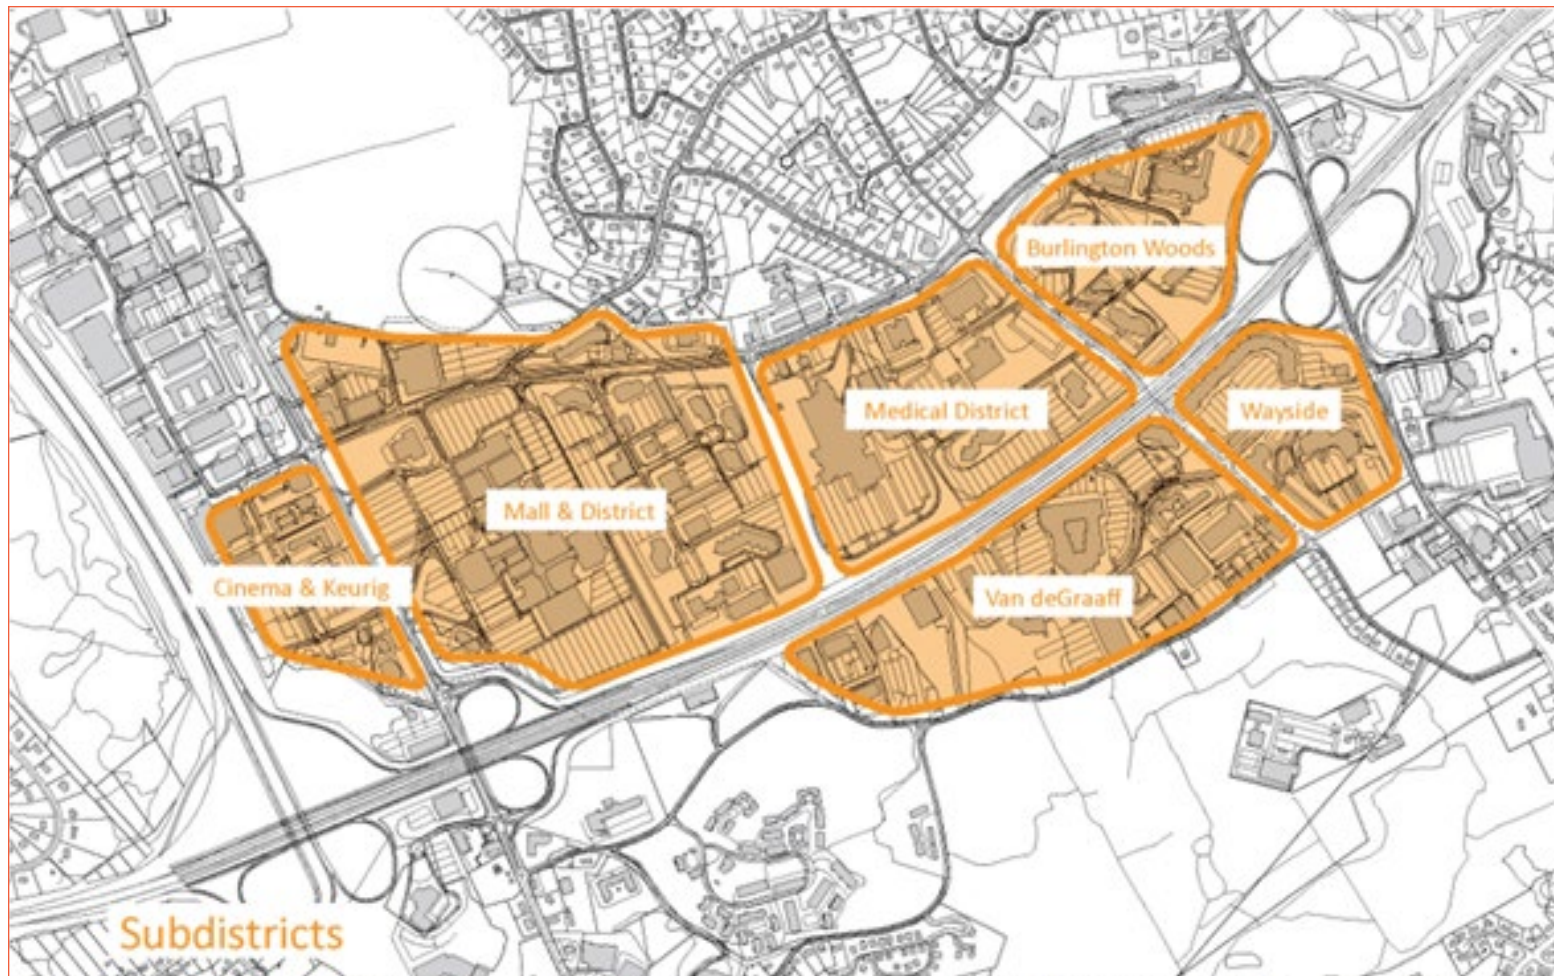 Burlington Woods
Medical District
Wayside
Mall & District
Cinema & Keurig
Van deGraaff
Subdistricts